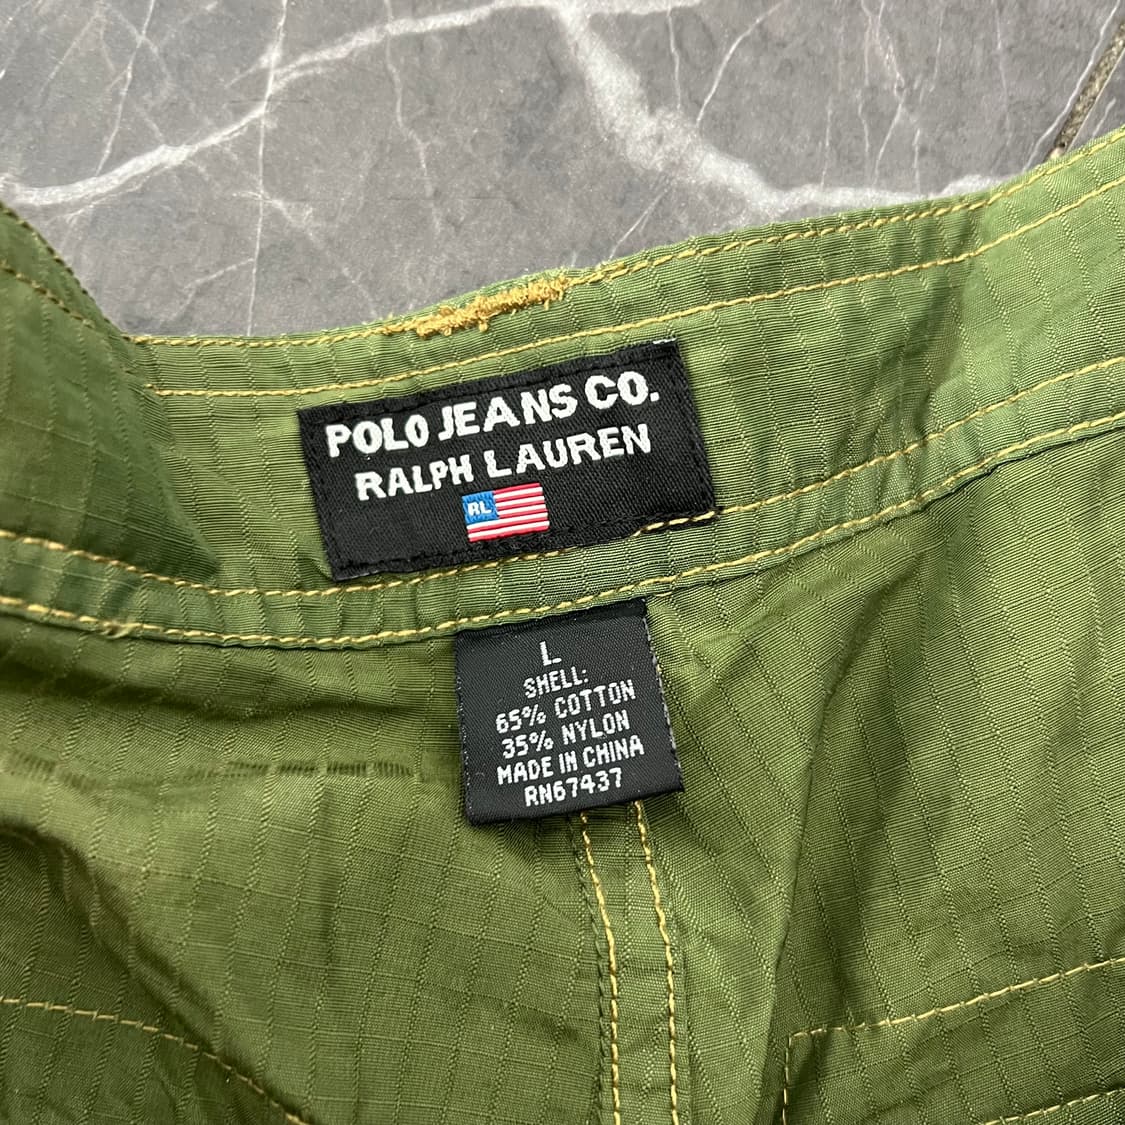 POLO JEANS CO.
RALPH LAUREN
RL
L
SHELL:
65% COTTON
35% NYLON
MADE IN CHINA
RN67437